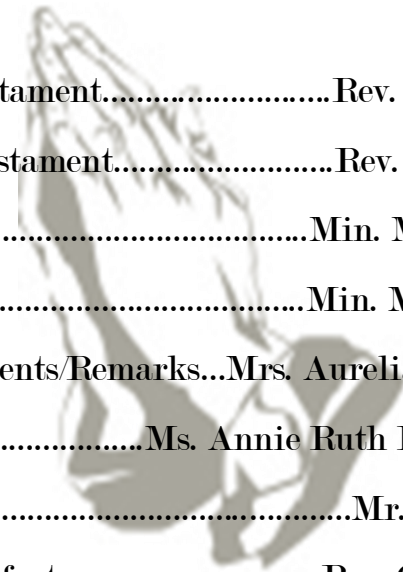 tament...........................Rev.
stament..........................Rev.
....................................Min. M
....................................Min. M
ents/Remarks...Mrs. Aureli
.................Ms. Annie Ruth
.........................................Mr.